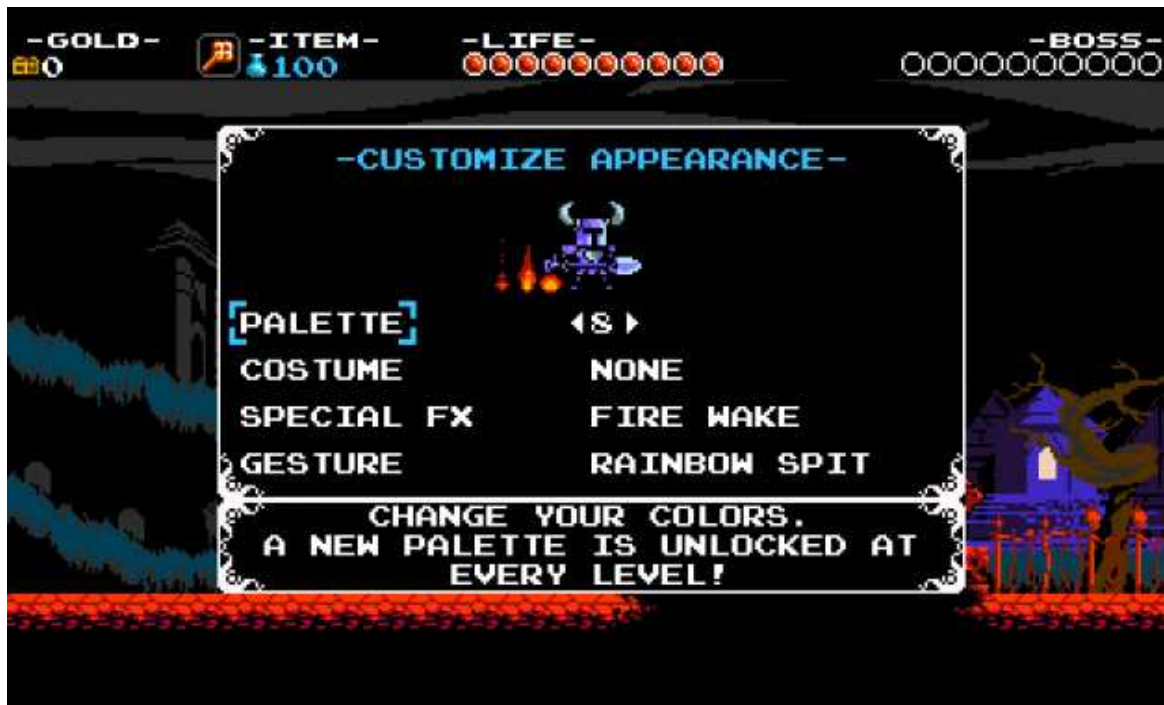 -GOLD- -ITEM- -LIFE- -BOSS-
0 100
-CUSTOMIZE APPEARANCE-
PALETTE 8
COSTUME NONE
SPECIAL FX FIRE WAKE
GESTURE RAINBOW SPIT
CHANGE YOUR COLORS.
A NEW PALETTE IS UNLOCKED AT
EVERY LEVEL!